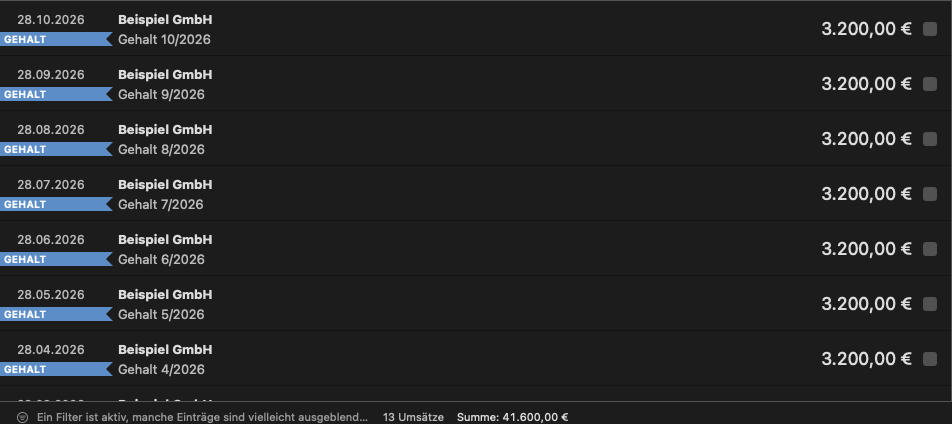 28.10.2026 Beispiel GmbH
GEHALT Gehalt 10/2026 3.200,00 €
28.09.2026 Beispiel GmbH
GEHALT Gehalt 9/2026 3.200,00 €
28.08.2026 Beispiel GmbH
GEHALT Gehalt 8/2026 3.200,00 €
28.07.2026 Beispiel GmbH
GEHALT Gehalt 7/2026 3.200,00 €
28.06.2026 Beispiel GmbH
GEHALT Gehalt 6/2026 3.200,00 €
28.05.2026 Beispiel GmbH
GEHALT Gehalt 5/2026 3.200,00 €
28.04.2026 Beispiel GmbH
GEHALT Gehalt 4/2026 3.200,00 €
Ein Filter ist aktiv, manche Einträge sind vielleicht ausgeblend... 13 Umsätze Summe: 41.600,00 €